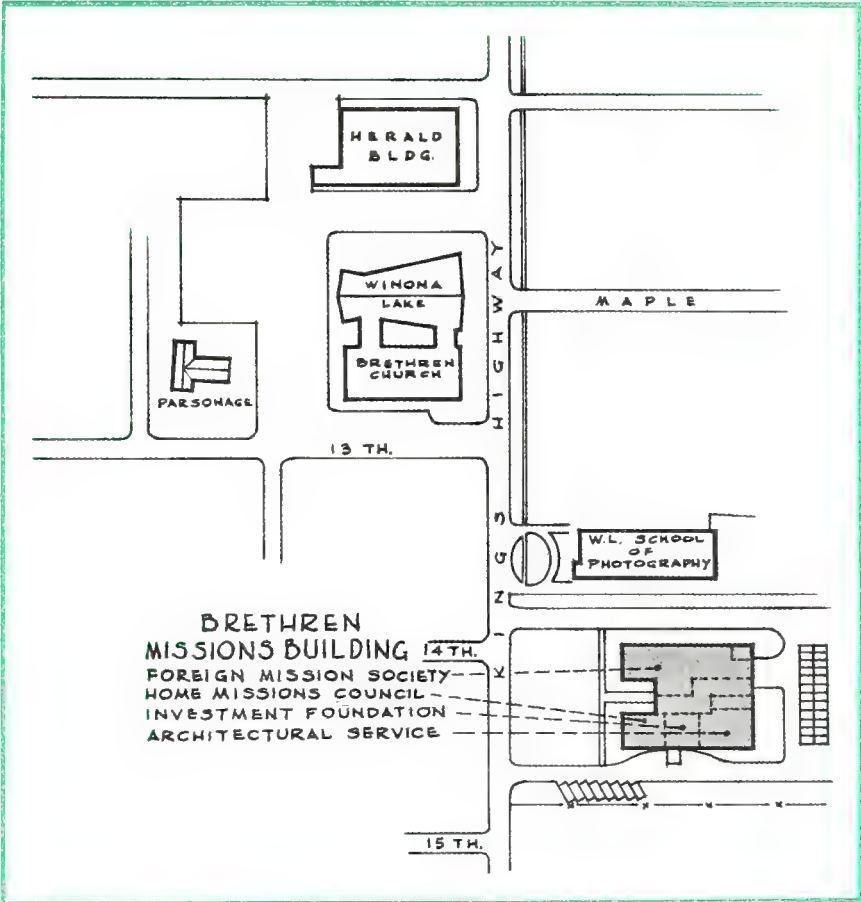 HERALD
BLDG.
WINONA
LAKE
BRETHREN
CHURCH
MAPLE
PARSONAGE
KINGS HIGHWAY
13 TH.
W.L. SCHOOL
OF
PHOTOGRAPHY
BRETHREN
MISSIONS BUILDING
14 TH.
FOREIGN MISSION SOCIETY
HOME MISSIONS COUNCIL
INVESTMENT FOUNDATION
ARCHITECTURAL SERVICE
15 TH.